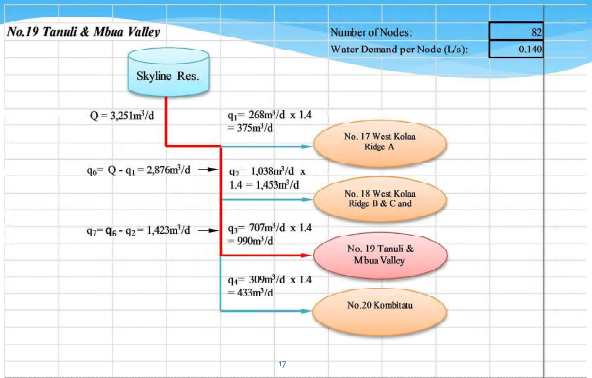 No.19 Tanuli & Mbua Valley
Number of Nodes: 82
Water Demand per Node (L/s): 0.140
Skyline Res.
Q = 3,251m³/d
q₁= 268m³/d x 1.4
= 375m³/d
No. 17 West Kolaa
Ridge A
q₆= Q - q₁ = 2,876m³/d
q₂= 1,038m³/d x
1.4 = 1,453m³/d
No. 18 West Kolaa
Ridge B & C and
q₇= q₆ - q₂ = 1,423m³/d
q₃= 707m³/d x 1.4
= 990m³/d
No. 19 Tanuli &
Mbua Valley
q₄= 309m³/d x 1.4
= 433m³/d
No.20 Kombitatu
17